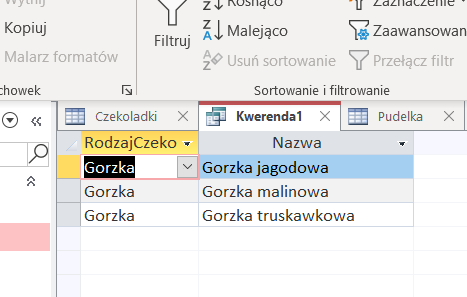 Wytnij
Kopiuj
Malarz formatów
chowek
Filtruj
Rosnąco
Malejąco
Usuń sortowanie
Zaznaczenie
Zaawansowan
Przełącz filtr
Sortowanie i filtrowanie
Czekoladki
Kwerenda1
Pudelka
RodzajCzeko
Nazwa
Gorzka
Gorzka jagodowa
Gorzka
Gorzka malinowa
Gorzka
Gorzka truskawkowa